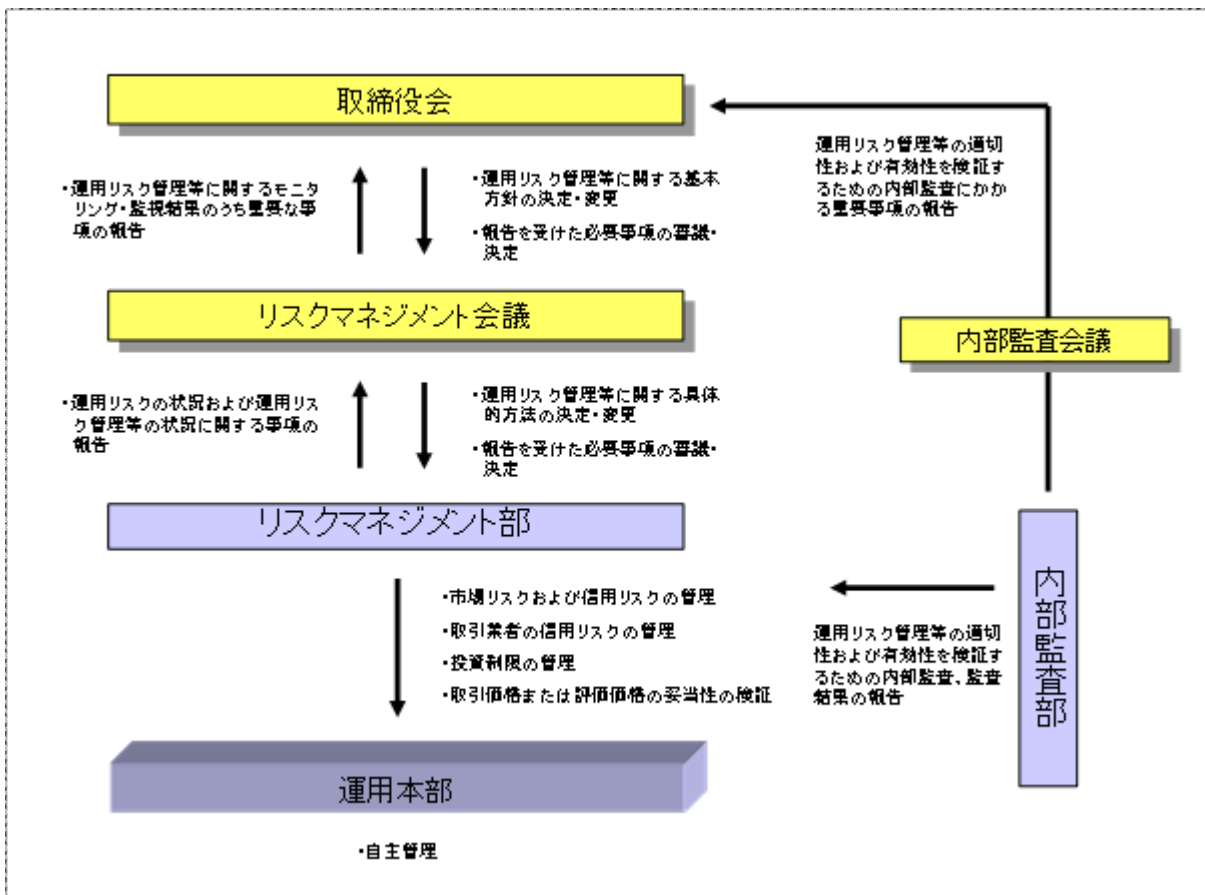 取締役会
・運用リスク管理等に関するモニタ
リング・監視結果のうち重要な事
項の報告
・運用リスク管理等に関する基本
方針の決定・変更
・報告を受けた必要事項の審議・
決定
運用リスク管理等の適切
性および有効性を検証す
るための内部監査にかか
る重要事項の報告
リスクマネジメント会議
内部監査会議
・運用リスクの状況および運用リス
ク管理等の状況に関する事項の
報告
・運用リスク管理等に関する具体
的方法の決定・変更
・報告を受けた必要事項の審議・
決定
リスクマネジメント部
内部監査部
・市場リスクおよび信用リスクの管理
・取引業者の信用リスクの管理
・投資制限の管理
・取引価格または評価価格の妥当性の検証
運用リスク管理等の適切
性および有効性を検証す
るための内部監査、監査
結果の報告
運用本部
・自主管理